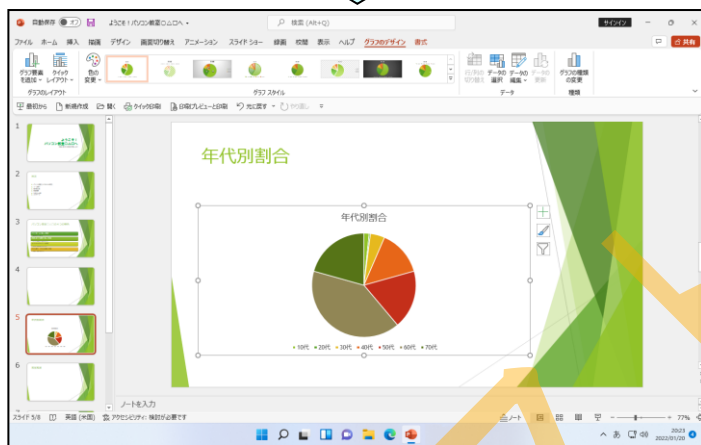 自動保存 オフ ようこそ！パソコン教室○△□へ 検索 (Alt+Q) サインイン
ファイル ホーム 挿入 描画 デザイン 画面切り替え アニメーション スライド ショー 録画 校閲 表示 ヘルプ グラフのデザイン 書式 共有
グラフ要素を追加 クイックレイアウト 色の変更 行/列の切り替え データの選択 データの編集 データの更新 グラフの種類の変更
グラフのレイアウト グラフ スタイル データ 種類
最初から 新規作成 開く クイック印刷 印刷プレビューと印刷 元に戻す やり直し
1
2
3
4
5
6
年代別割合
年代別割合
10代 20代 30代 40代 50代 60代 70代
ノートを入力
スライド 5/8 英語 (米国) アクセシビリティ: 検討が必要です ノート 77%
あ 20:23
2022/01/20